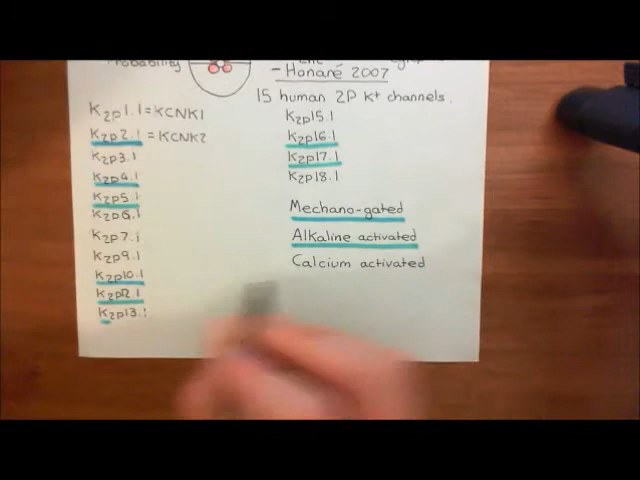 Probability
- Honoré 2007
15 human 2P K+ channels.
K2p1.1 = KCNK1
K2p2.1 = KCNK2
K2p3.1
K2p4.1
K2p5.1
K2p6.1
K2p7.1
K2p9.1
K2p10.1
K2p12.1
K2p13.1
K2p15.1
K2p16.1
K2p17.1
K2p18.1
Mechano-gated
Alkaline activated
Calcium activated